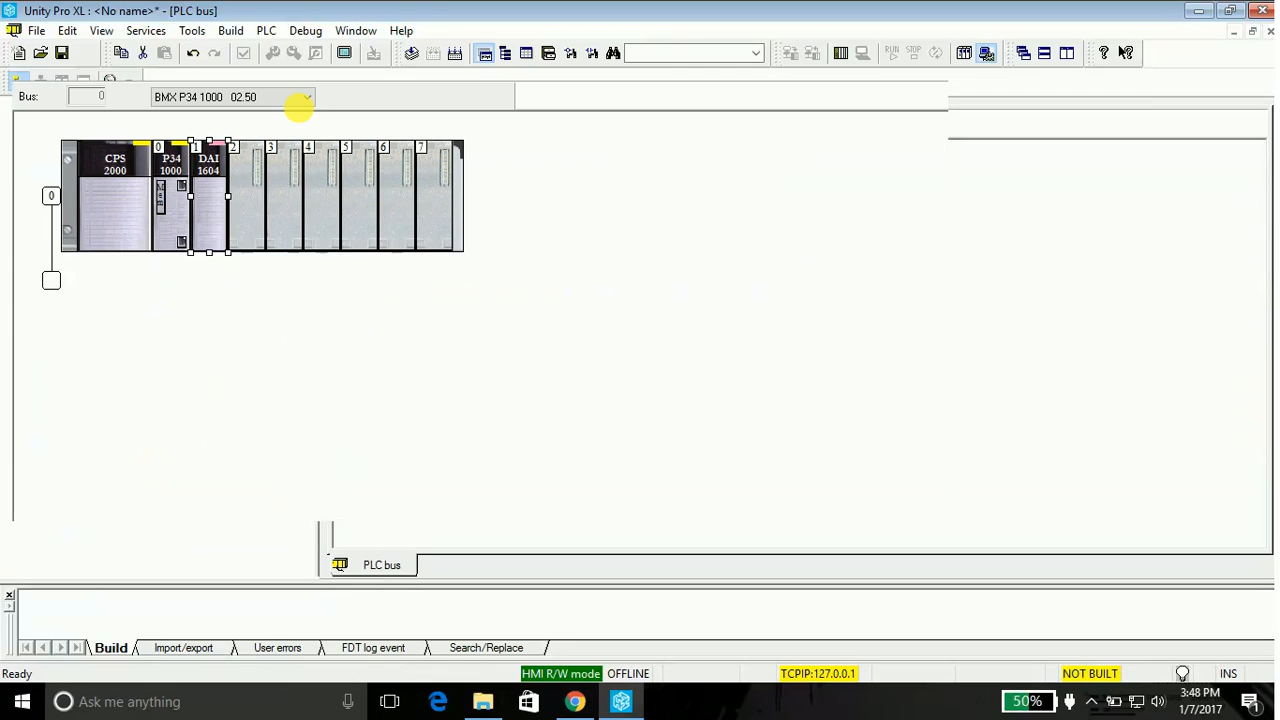 Unity Pro XL : <No name>* - [PLC bus]
File Edit View Services Tools Build PLC Debug Window Help
RUN STOP
Bus: 0 BMX P34 1000 02.50
0 1 2 3 4 5 6 7
CPS P34 DAI
2000 1000 1604
0
PLC bus
Build Import/export User errors FDT log event Search/Replace
Ready HMI R/W mode OFFLINE TCPIP:127.0.0.1 NOT BUILT INS
Ask me anything 50% 3:48 PM
1/7/2017
1